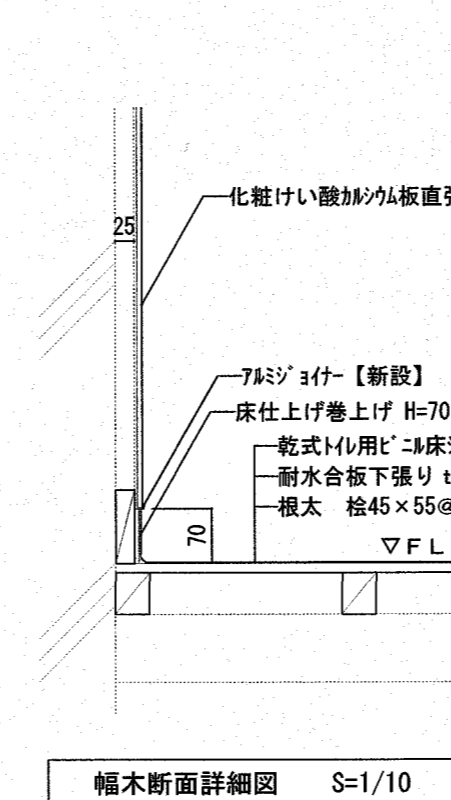 25
化粧けい酸カルシウム板直張
アルミジョイナー【新設】
床仕上げ巻上げ H=70
乾式トイレ用ビニル床シ
耐水合板下張り t
根太 桧45×55@
70
▽FL
幅木断面詳細図 S=1/10